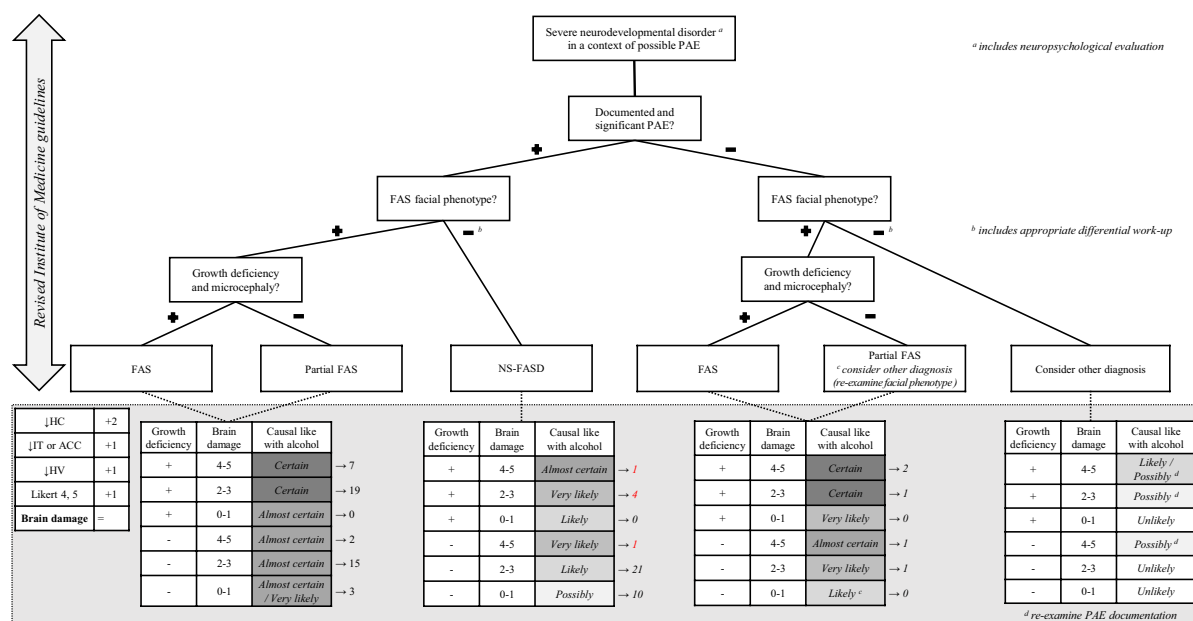 Revised Institute of Medicine guidelines
Severe neurodevelopmental disorder a
in a context of possible PAE
a includes neuropsychological evaluation
Documented and
significant PAE?
+
-
FAS facial phenotype?
FAS facial phenotype?
+
- b
+
- b
b includes appropriate differential work-up
Growth deficiency
and microcephaly?
Growth deficiency
and microcephaly?
+
-
+
-
FAS
Partial FAS
NS-FASD
FAS
Partial FAS
c consider other diagnosis
(re-examine facial phenotype)
Consider other diagnosis
↓HC +2
↓IT or ACC +1
↓HV +1
Likert 4, 5 +1
Brain damage =
Growth deficiency Brain damage Causal like with alcohol
+ 4-5 Certain → 7
+ 2-3 Certain → 19
+ 0-1 Almost certain → 0
- 4-5 Almost certain → 2
- 2-3 Almost certain → 15
- 0-1 Almost certain / Very likely → 3
Growth deficiency Brain damage Causal like with alcohol
+ 4-5 Almost certain → 1
+ 2-3 Very likely → 4
+ 0-1 Likely → 0
- 4-5 Very likely → 1
- 2-3 Likely → 21
- 0-1 Possibly → 10
Growth deficiency Brain damage Causal like with alcohol
+ 4-5 Certain → 2
+ 2-3 Certain → 1
+ 0-1 Very likely → 0
- 4-5 Almost certain → 1
- 2-3 Very likely → 1
- 0-1 Likely c → 0
Growth deficiency Brain damage Causal like with alcohol
+ 4-5 Likely / Possibly d
+ 2-3 Possibly d
+ 0-1 Unlikely
- 4-5 Possibly d
- 2-3 Unlikely
- 0-1 Unlikely
d re-examine PAE documentation